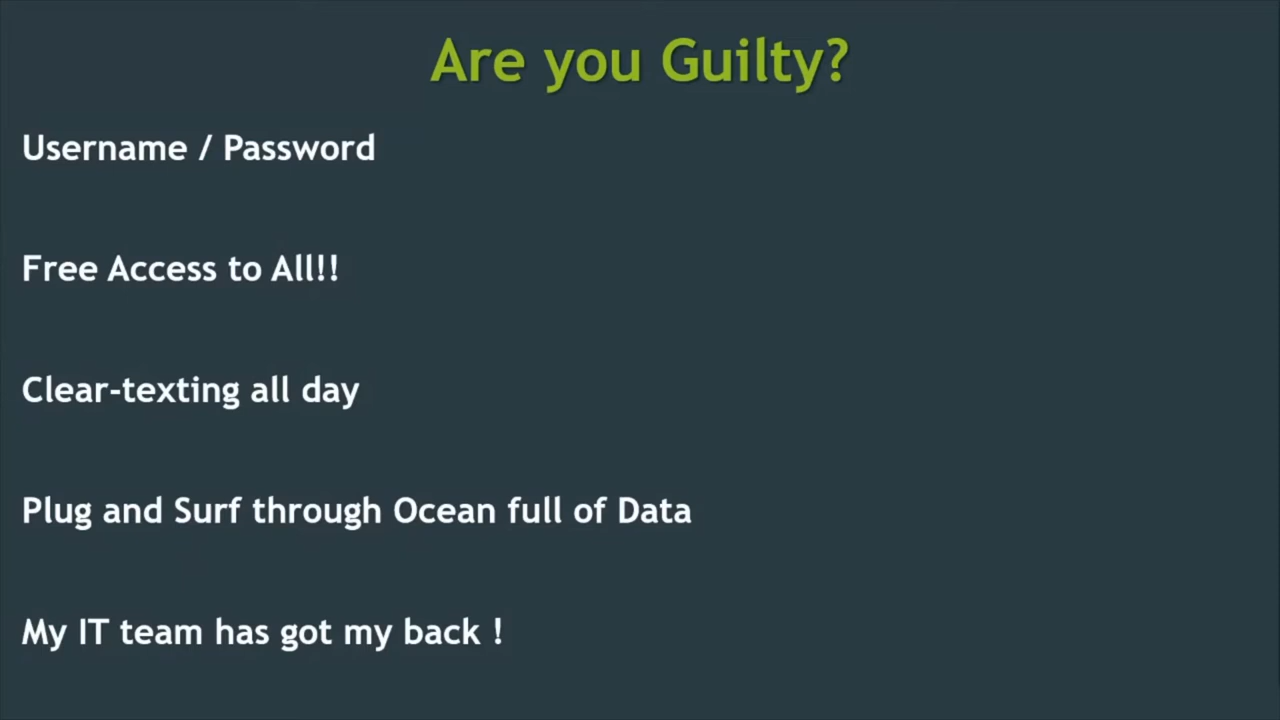 Are you Guilty?
Username / Password
Free Access to All!!
Clear-texting all day
Plug and Surf through Ocean full of Data
My IT team has got my back !